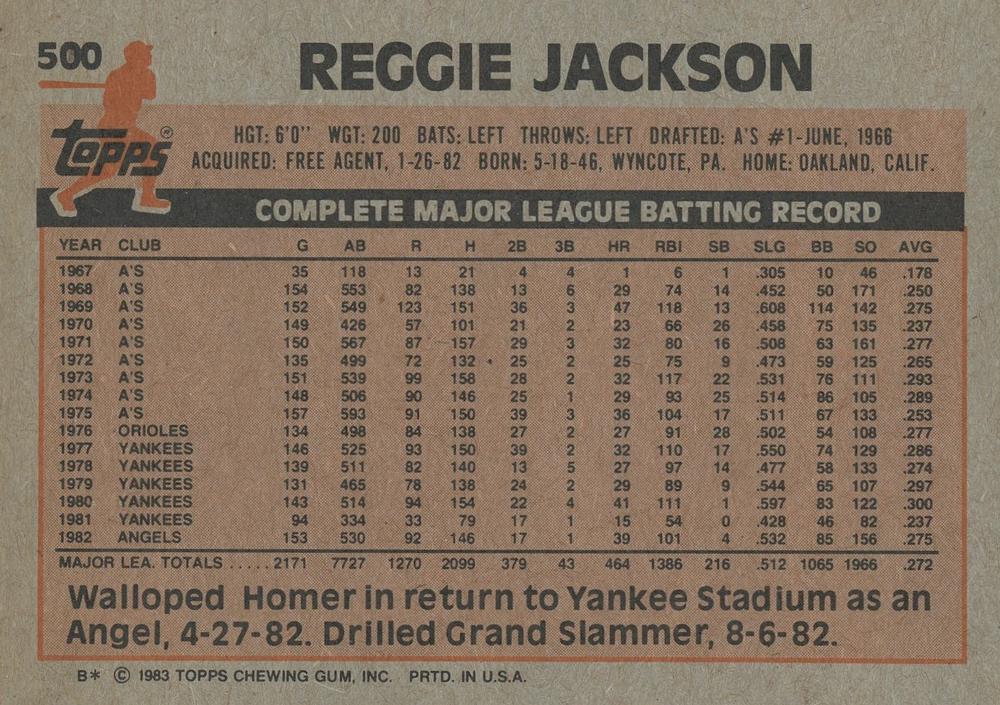 500
REGGIE JACKSON
topps®
HGT: 6'0" WGT: 200 BATS: LEFT THROWS: LEFT DRAFTED: A'S #1-JUNE, 1966
ACQUIRED: FREE AGENT, 1-26-82 BORN: 5-18-46, WYNCOTE, PA. HOME: OAKLAND, CALIF.
COMPLETE MAJOR LEAGUE BATTING RECORD
YEAR CLUB G AB R H 2B 3B HR RBI SB SLG BB SO AVG
1967 A'S 35 118 13 21 4 4 1 6 1 .305 10 46 .178
1968 A'S 154 553 82 138 13 6 29 74 14 .452 50 171 .250
1969 A'S 152 549 123 151 36 3 47 118 13 .608 114 142 .275
1970 A'S 149 426 57 101 21 2 23 66 26 .458 75 135 .237
1971 A'S 150 567 87 157 29 3 32 80 16 .508 63 161 .277
1972 A'S 135 499 72 132 25 2 25 75 9 .473 59 125 .265
1973 A'S 151 539 99 158 28 2 32 117 22 .531 76 111 .293
1974 A'S 148 506 90 146 25 1 29 93 25 .514 86 105 .289
1975 A'S 157 593 91 150 39 3 36 104 17 .511 67 133 .253
1976 ORIOLES 134 498 84 138 27 2 27 91 28 .502 54 108 .277
1977 YANKEES 146 525 93 150 39 2 32 110 17 .550 74 129 .286
1978 YANKEES 139 511 82 140 13 5 27 97 14 .477 58 133 .274
1979 YANKEES 131 465 78 138 24 2 29 89 9 .544 65 107 .297
1980 YANKEES 143 514 94 154 22 4 41 111 1 .597 83 122 .300
1981 YANKEES 94 334 33 79 17 1 15 54 0 .428 46 82 .237
1982 ANGELS 153 530 92 146 17 1 39 101 4 .532 85 156 .275
MAJOR LEA. TOTALS ..... 2171 7727 1270 2099 379 43 464 1386 216 .512 1065 1966 .272
Walloped Homer in return to Yankee Stadium as an
Angel, 4-27-82. Drilled Grand Slammer, 8-6-82.
B* © 1983 TOPPS CHEWING GUM, INC. PRTD. IN U.S.A.